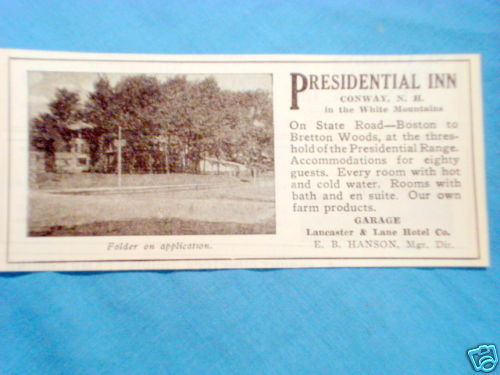 PRESIDENTIAL INN
CONWAY, N. H.
in the White Mountains
On State Road—Boston to
Bretton Woods, at the thres-
hold of the Presidential Range.
Accommodations for eighty
guests. Every room with hot
and cold water. Rooms with
bath and en suite. Our own
farm products.
GARAGE
Lancaster & Lane Hotel Co.
E. B. HANSON, Mgr. Dir.
Folder on application.
ebY